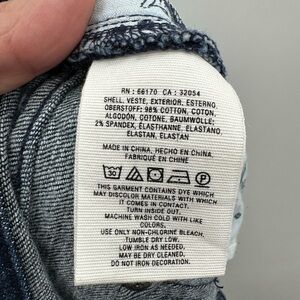 RN : 66170 CA : 32054
SHELL, VESTE, EXTERIOR, ESTERNO,
OBERSTOFF: 98% COTTON, COTON,
ALGODÓN, COTONE, BAUMWOLLE;
2% SPANDEX, ÉLASTHANNE, ELASTANO,
ELASTAN, ELASTAN
MADE IN CHINA, HECHO EN CHINA,
FABRIQUÉ EN CHINE
30
P
THIS GARMENT CONTAINS DYE WHICH
MAY DISCOLOR MATERIALS WITH WHICH
IT COMES IN CONTACT.
TURN INSIDE OUT.
MACHINE WASH COLD WITH LIKE
COLORS.
USE ONLY NON-CHLORINE BLEACH,
TUMBLE DRY LOW.
LOW IRON AS NEEDED,
MAY BE DRY CLEANED.
DO NOT IRON DECORATION.